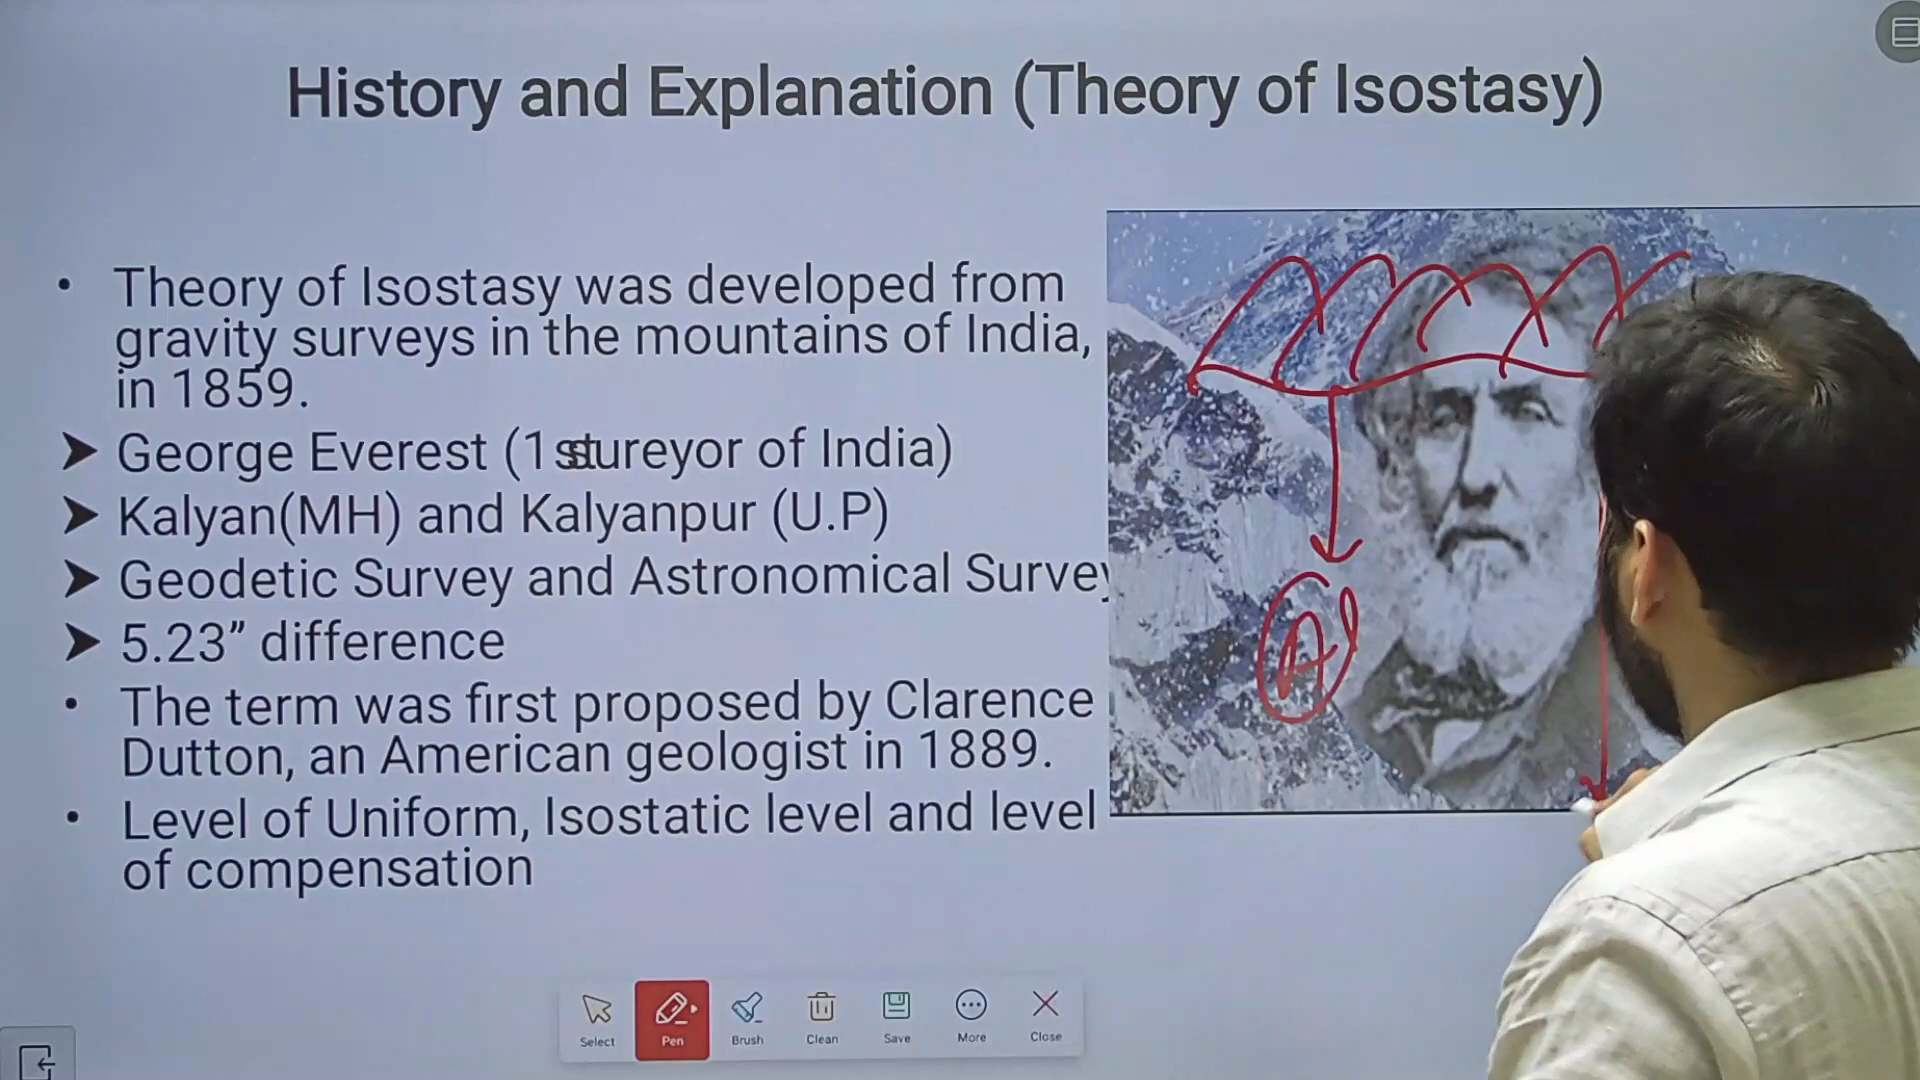 History and Explanation (Theory of Isostasy)
• Theory of Isostasy was developed from
gravity surveys in the mountains of India,
in 1859.
➤ George Everest (1 ststureyor of India)
➤ Kalyan(MH) and Kalyanpur (U.P)
➤ Geodetic Survey and Astronomical Survey
➤ 5.23” difference
• The term was first proposed by Clarence
Dutton, an American geologist in 1889.
• Level of Uniform, Isostatic level and level
of compensation
A
Select Pen Brush Clean Save More Close